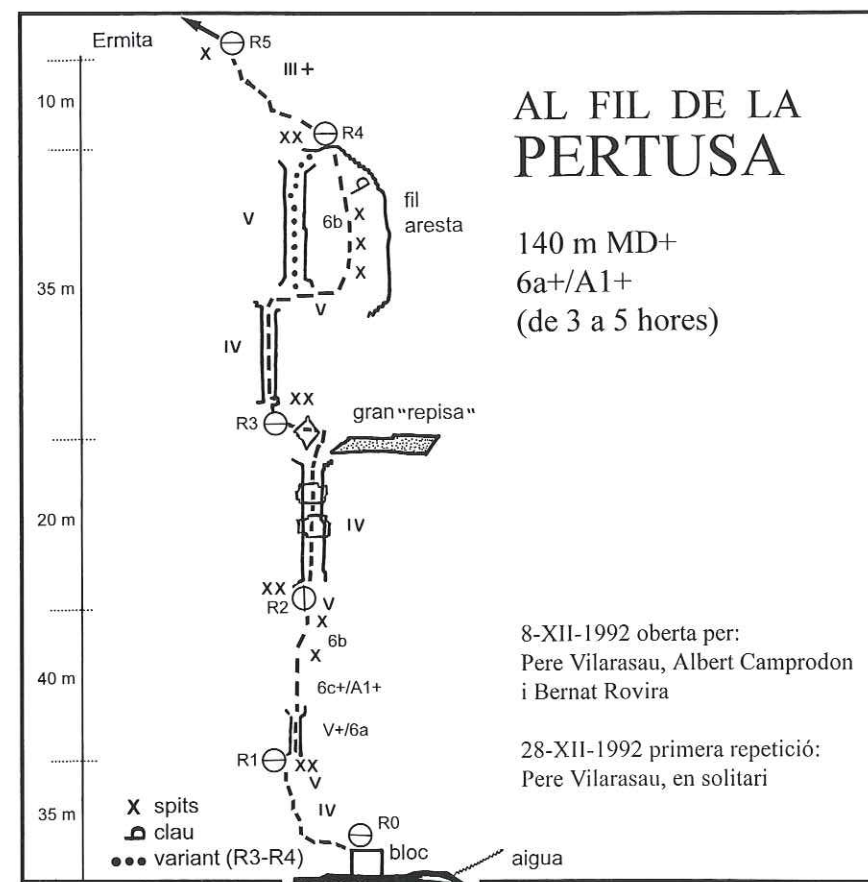 AL FIL DE LA
PERTUSA
140 m MD+
6a+/A1+
(de 3 a 5 hores)
Ermita
R5
X
III+
10 m
XX
R4
fil
aresta
V
6b
X
X
X
35 m
V
IV
XX
R3
gran "repisa"
20 m
IV
XX
R2
V
X
6b
X
40 m
6c+/A1+
V+/6a
R1
XX
V
IV
35 m
R0
bloc
aigua
X spits
clau
variant (R3-R4)
8-XII-1992 oberta per:
Pere Vilarasau, Albert Camprodon
i Bernat Rovira
28-XII-1992 primera repetició:
Pere Vilarasau, en solitari